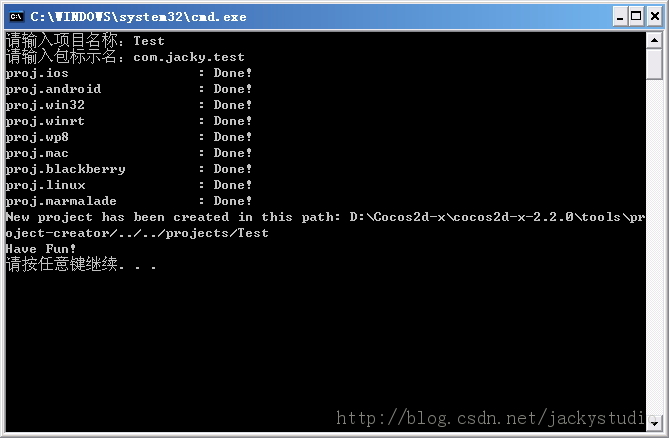 C:\WINDOWS\system32\cmd.exe
请输入项目名称：Test
请输入包标示名：com.jacky.test
proj.ios : Done!
proj.android : Done!
proj.win32 : Done!
proj.winrt : Done!
proj.wp8 : Done!
proj.mac : Done!
proj.blackberry : Done!
proj.linux : Done!
proj.marmalade : Done!
New project has been created in this path: D:\Cocos2d-x\cocos2d-x-2.2.0\tools\pr
oject-creator/../../projects/Test
Have Fun!
请按任意键继续. . .
http://blog.csdn.net/jackystudio